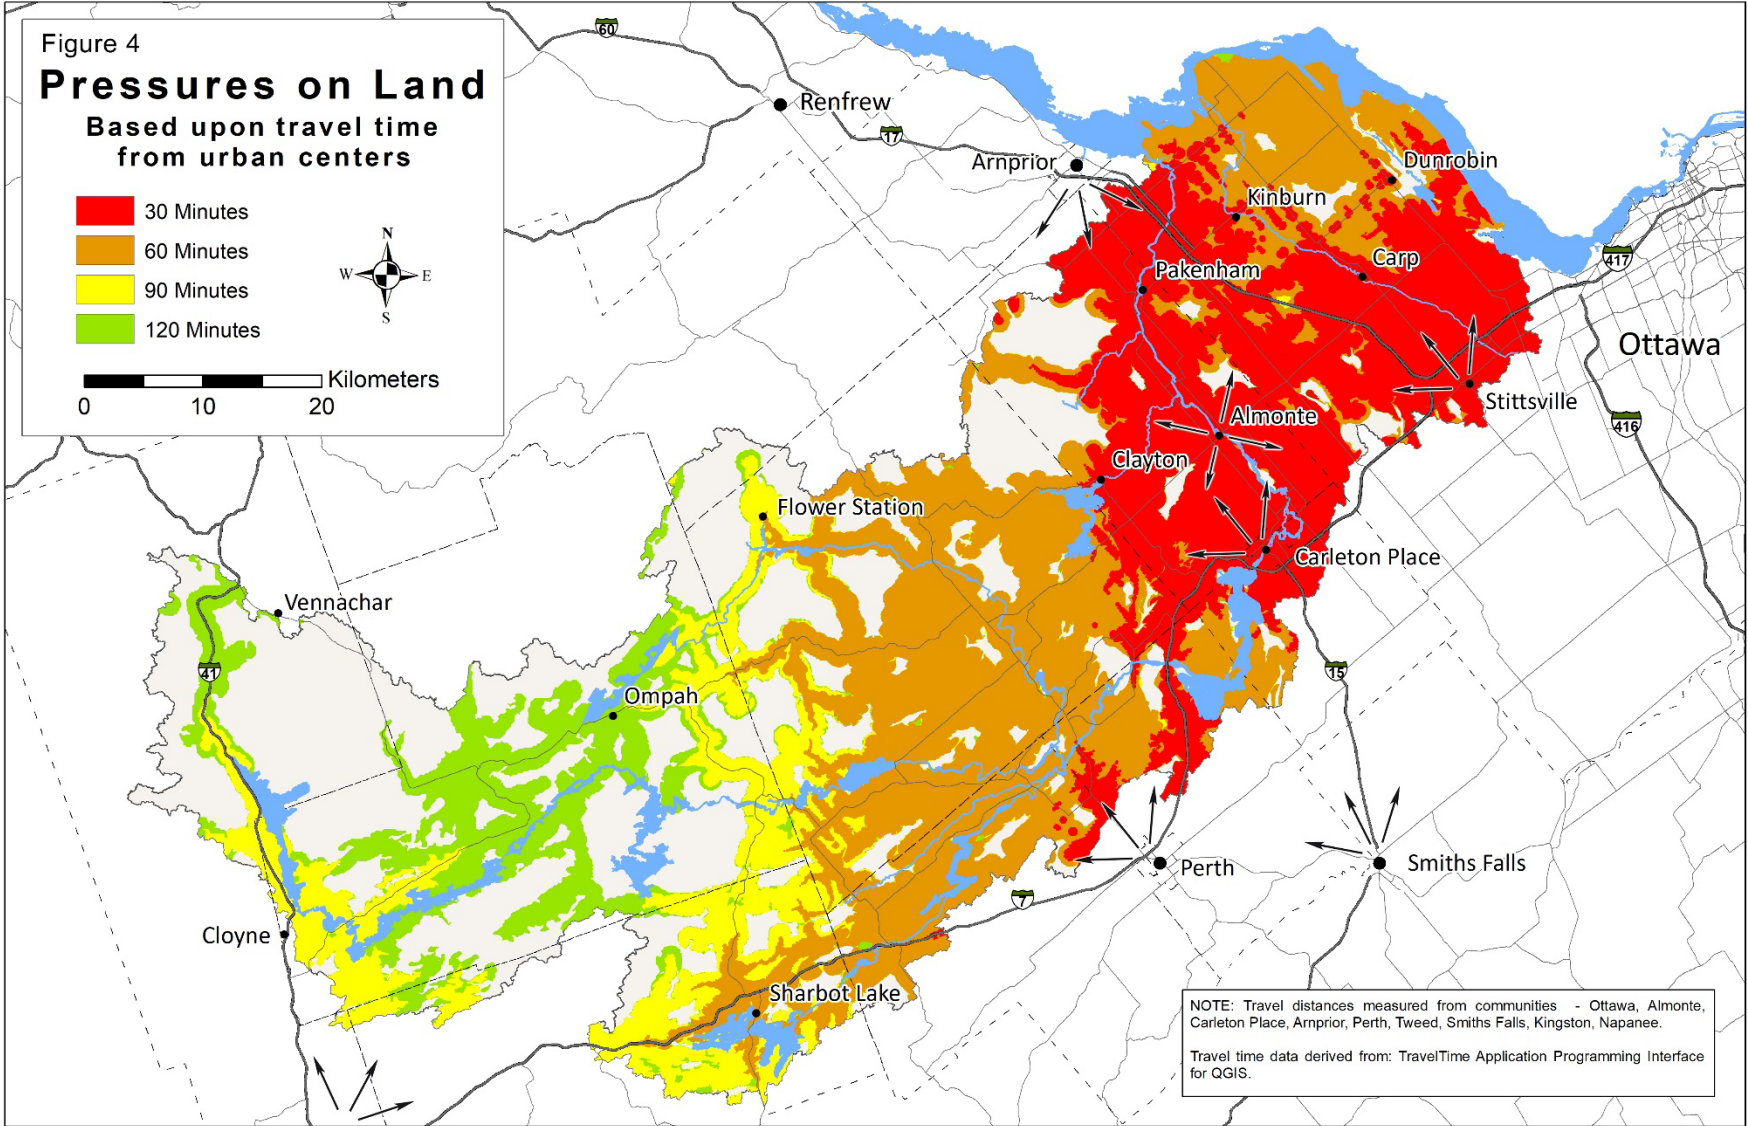 Figure 4
Pressures on Land
Based upon travel time
from urban centers
30 Minutes
60 Minutes
90 Minutes
120 Minutes
N
W
E
S
Kilometers
0
10
20
60
Renfrew
17
Arnprior
Dunrobin
Kinburn
Carp
Pakenham
417
Ottawa
Stittsville
416
Almonte
Clayton
Flower Station
Carleton Place
Vennachar
41
15
Ompah
Perth
Smiths Falls
7
Cloyne
Sharbot Lake
NOTE: Travel distances measured from communities - Ottawa, Almonte,
Carleton Place, Arnprior, Perth, Tweed, Smiths Falls, Kingston, Napanee.
Travel time data derived from: TravelTime Application Programming Interface
for QGIS.